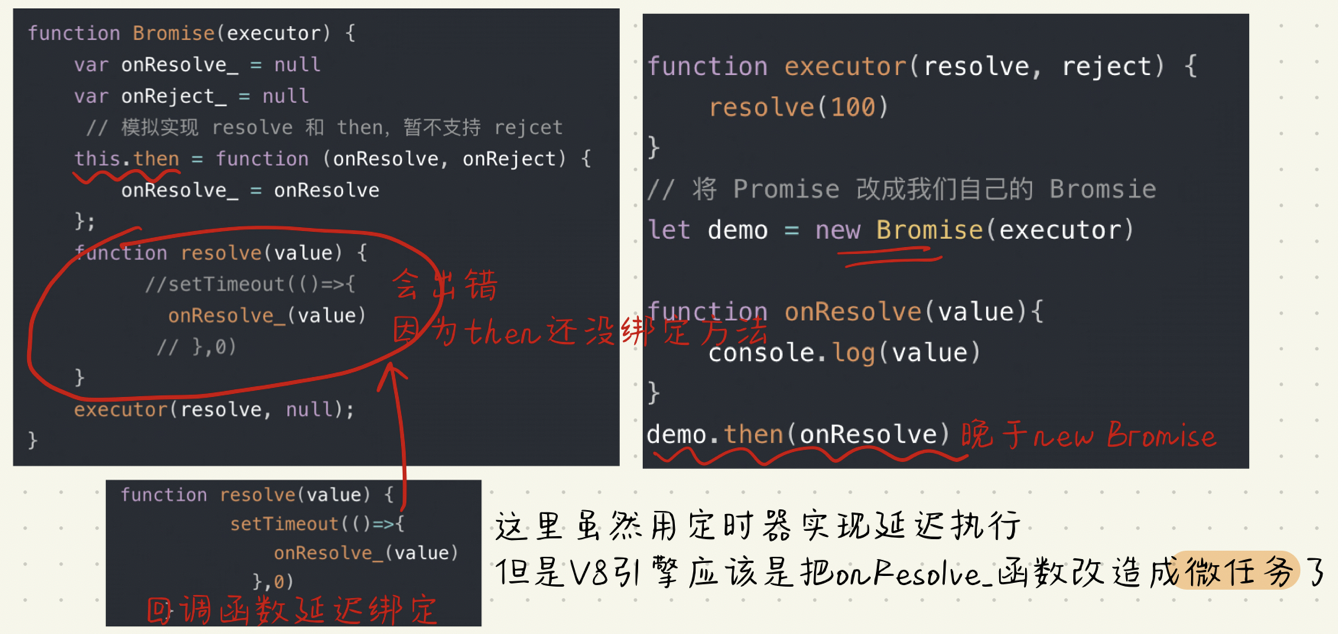 function Bromise(executor) {
var onResolve_ = null
var onReject_ = null
// 模拟实现 resolve 和 then，暂不支持 rejcet
this.then = function (onResolve, onReject) {
onResolve_ = onResolve
};
function resolve(value) {
//setTimeout(()=>{
onResolve_(value)
// },0)
}
executor(resolve, null);
}
会出错
因为then还没绑定方法
function executor(resolve, reject) {
resolve(100)
}
// 将 Promise 改成我们自己的 Bromsie
let demo = new Bromise(executor)
function onResolve(value){
console.log(value)
}
demo.then(onResolve)
晚于new Bromise
function resolve(value) {
setTimeout(()=>{
onResolve_(value)
},0)
}
回调函数延迟绑定
这里虽然用定时器实现延迟执行
但是V8引擎应该是把onResolve_函数改造成微任务了